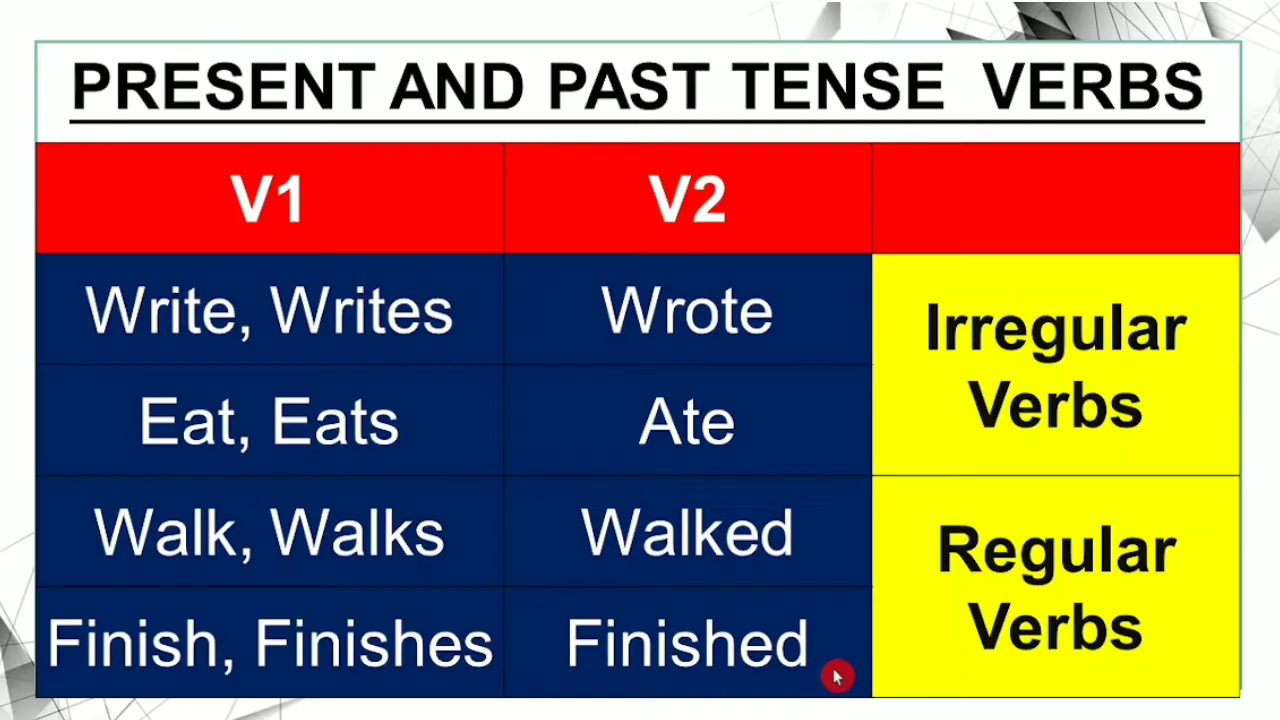 PRESENT AND PAST TENSE VERBS
V1 V2
Write, Writes Wrote
Irregular
Verbs
Eat, Eats Ate
Walk, Walks Walked
Regular
Verbs
Finish, Finishes Finished